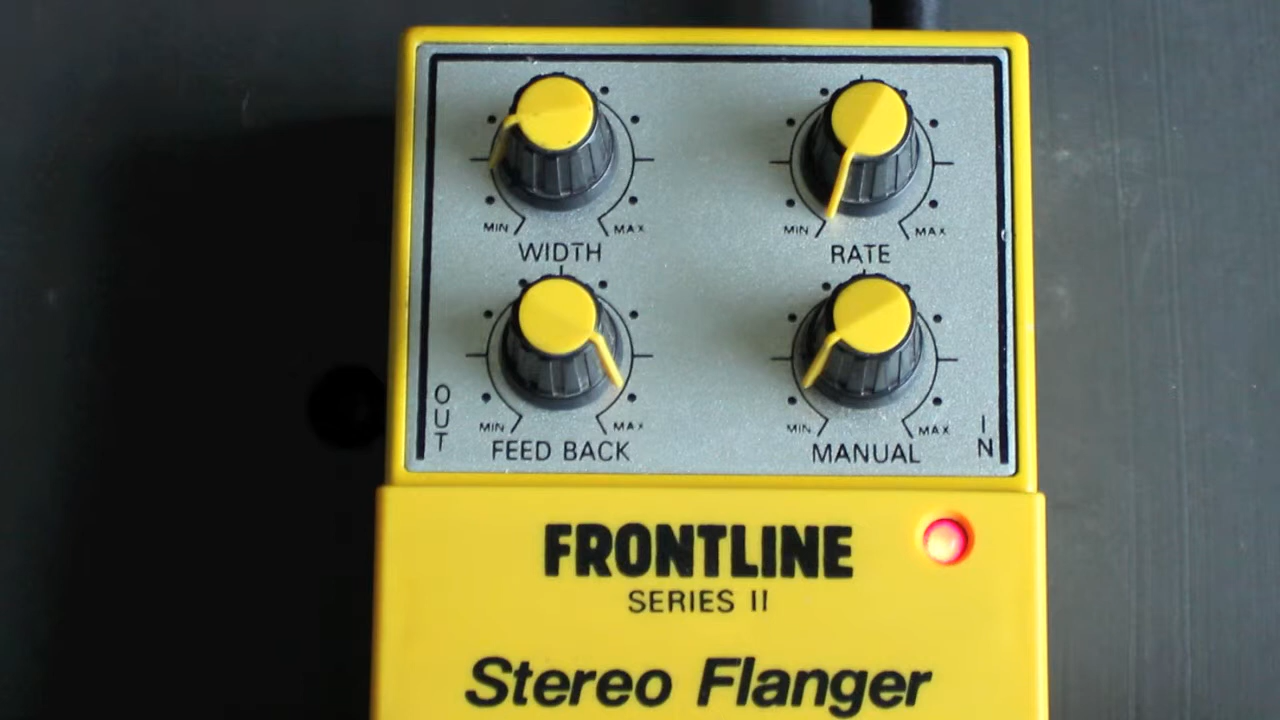 MIN MAX MIN MAX
WIDTH RATE
MIN MAX MIN MAX
FEED BACK MANUAL
OUT
IN
FRONTLINE
SERIES II
Stereo Flanger